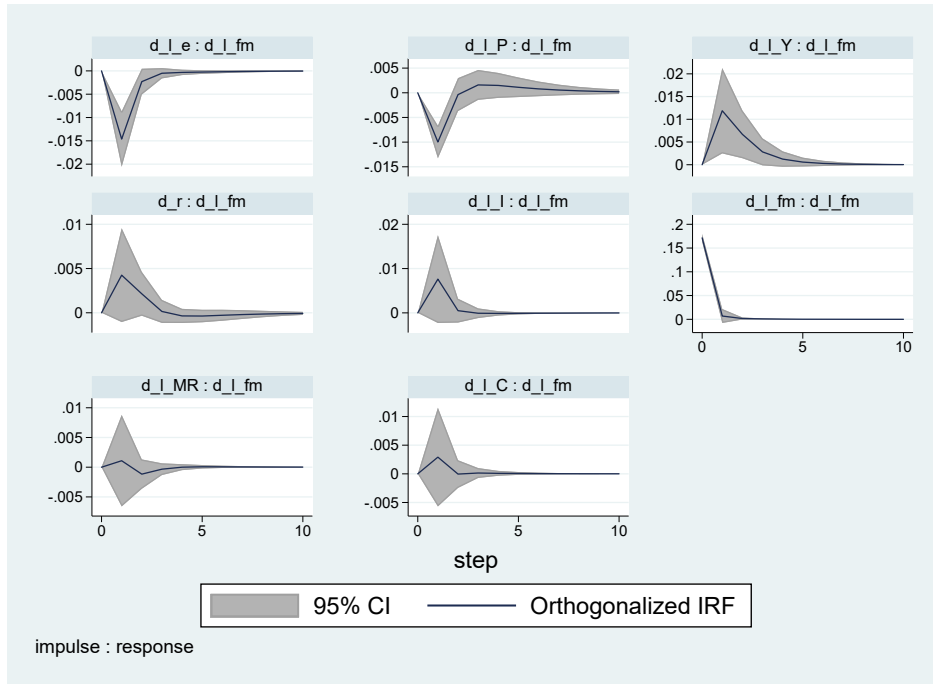 d_l_e : d_l_fm
d_l_P : d_l_fm
d_l_Y : d_l_fm
0
-.005
-.01
-.015
-.02
.005
0
-.005
-.01
-.015
.02
.015
.01
.005
0
d_r : d_l_fm
d_l_I : d_l_fm
d_l_fm : d_l_fm
.01
.005
0
.02
.01
0
.2
.15
.1
.05
0
0 5 10
d_l_MR : d_l_fm
d_l_C : d_l_fm
.01
.005
0
-.005
.01
.005
0
-.005
0 5 10
0 5 10
step
95% CI
Orthogonalized IRF
impulse : response